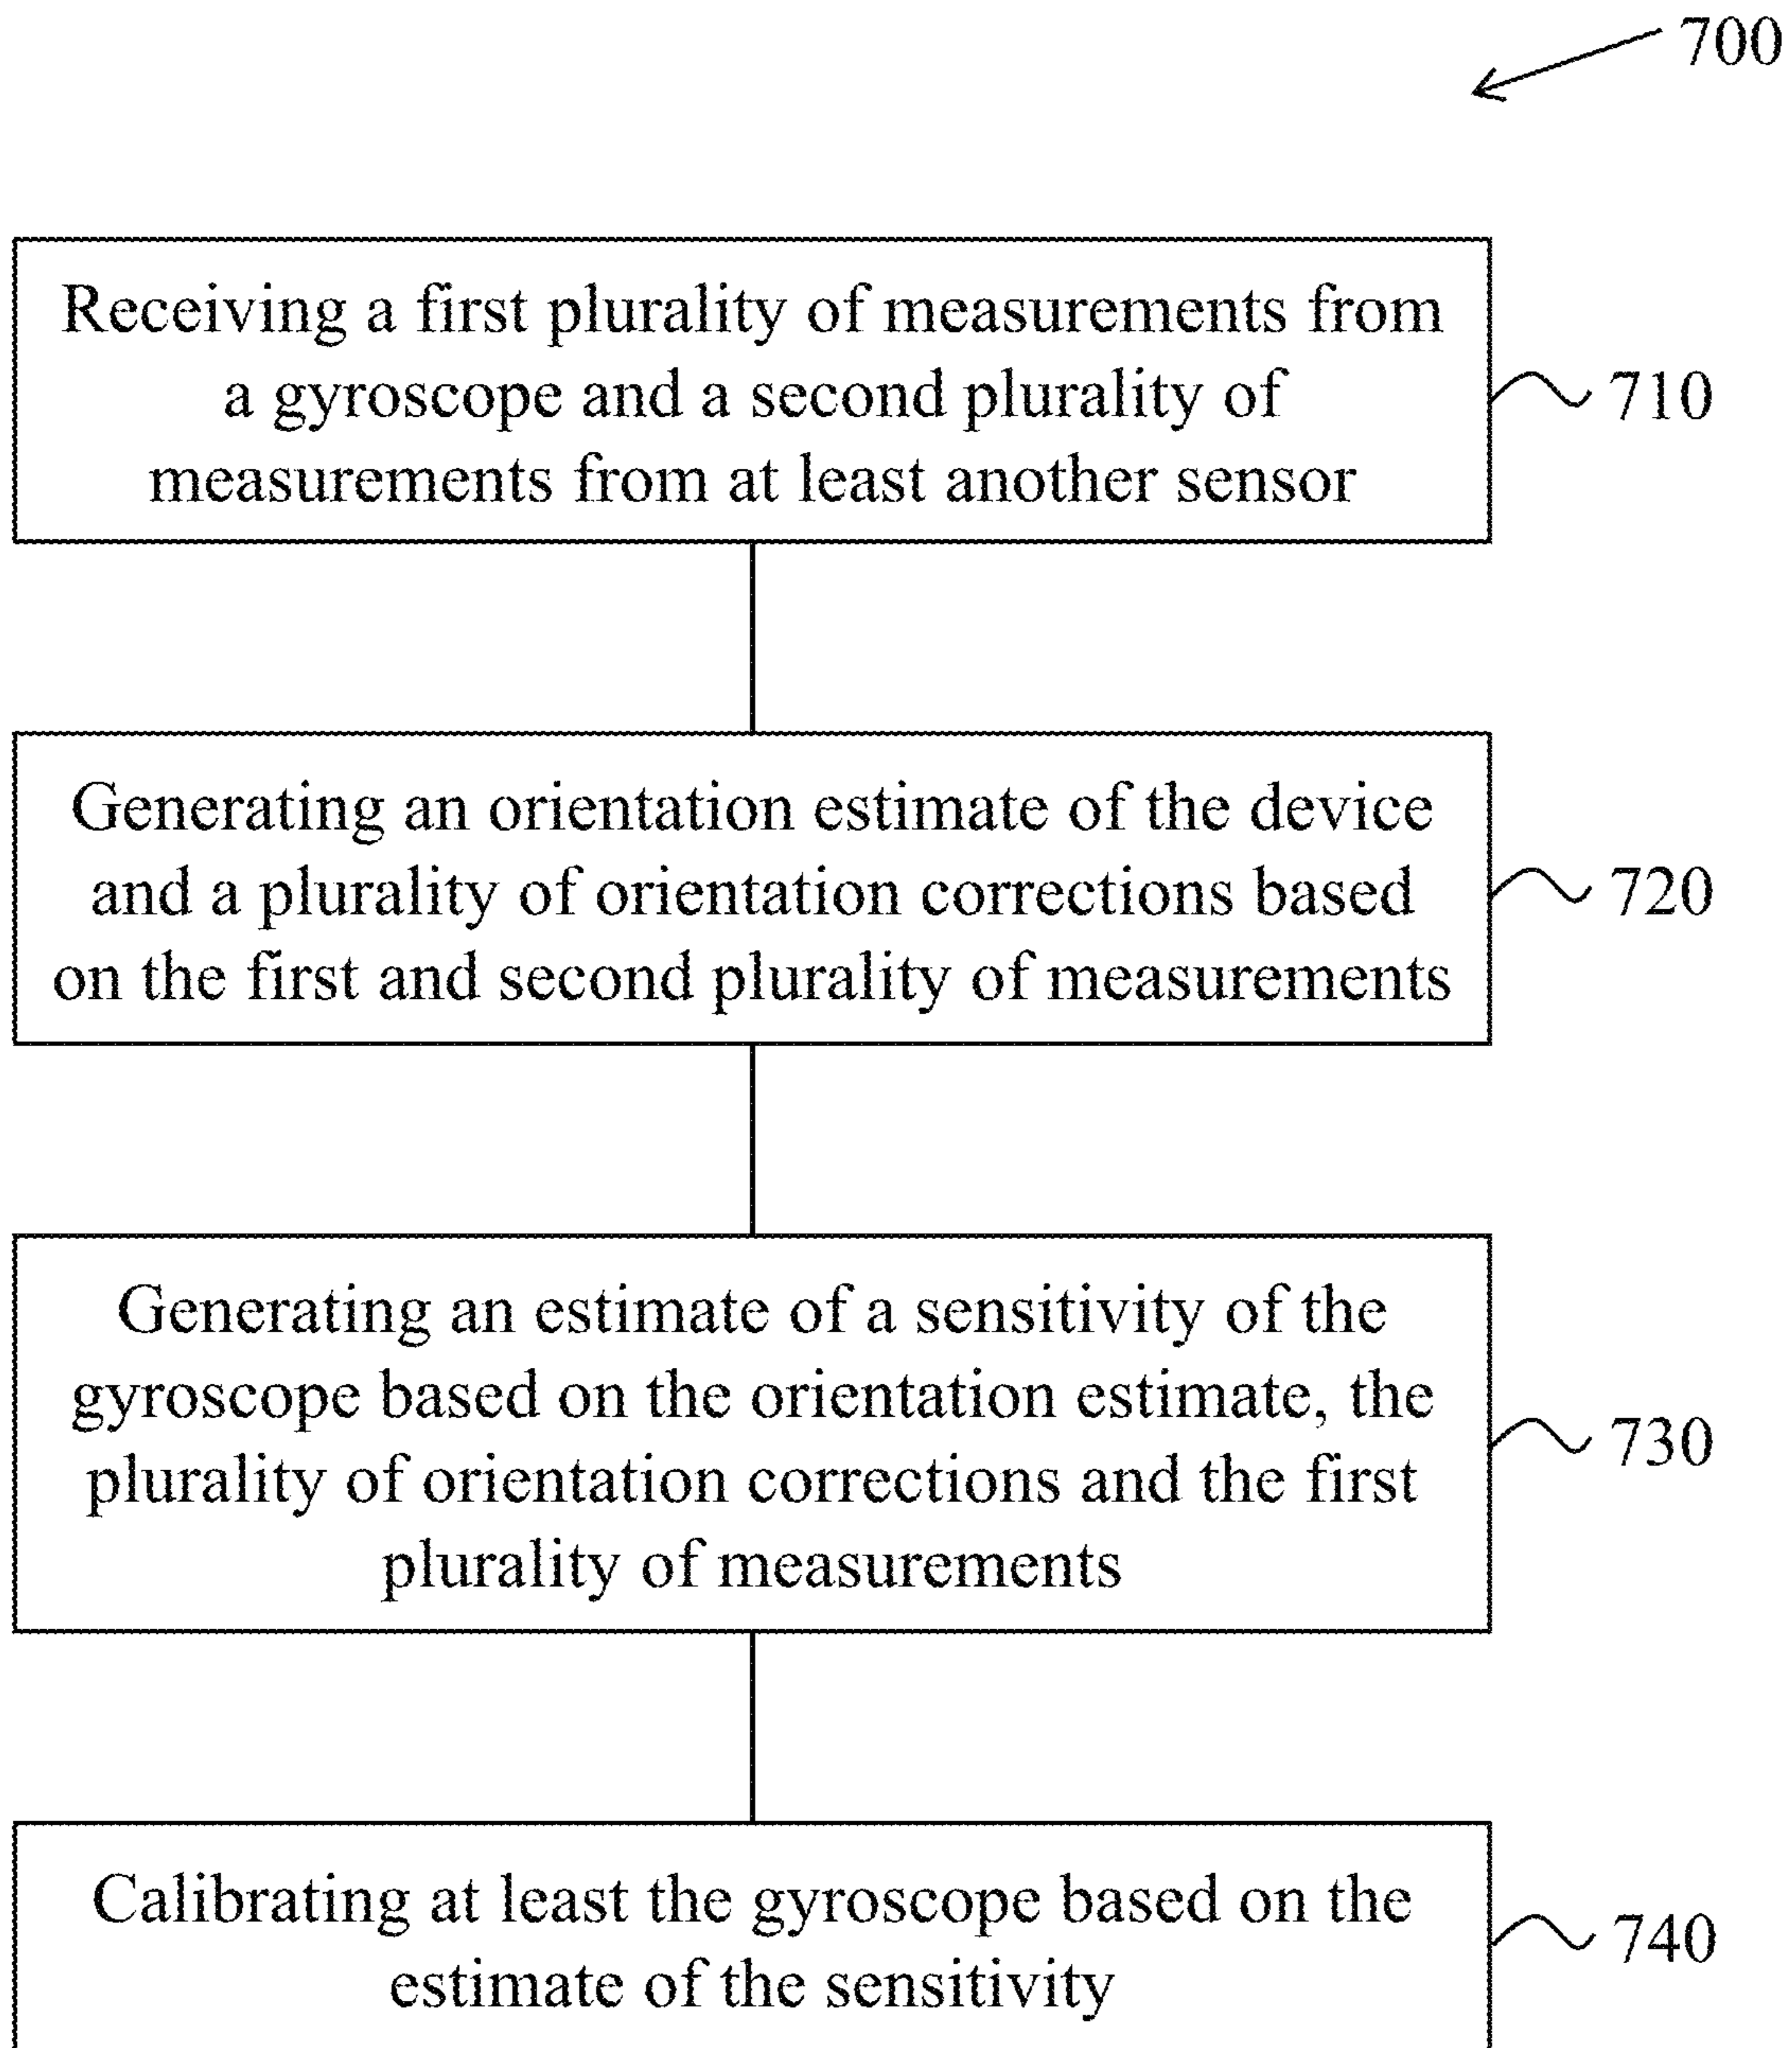 700
Receiving a first plurality of measurements from
a gyroscope and a second plurality of
measurements from at least another sensor
710
Generating an orientation estimate of the device
and a plurality of orientation corrections based
on the first and second plurality of measurements
720
Generating an estimate of a sensitivity of the
gyroscope based on the orientation estimate, the
plurality of orientation corrections and the first
plurality of measurements
730
Calibrating at least the gyroscope based on the
estimate of the sensitivity
740